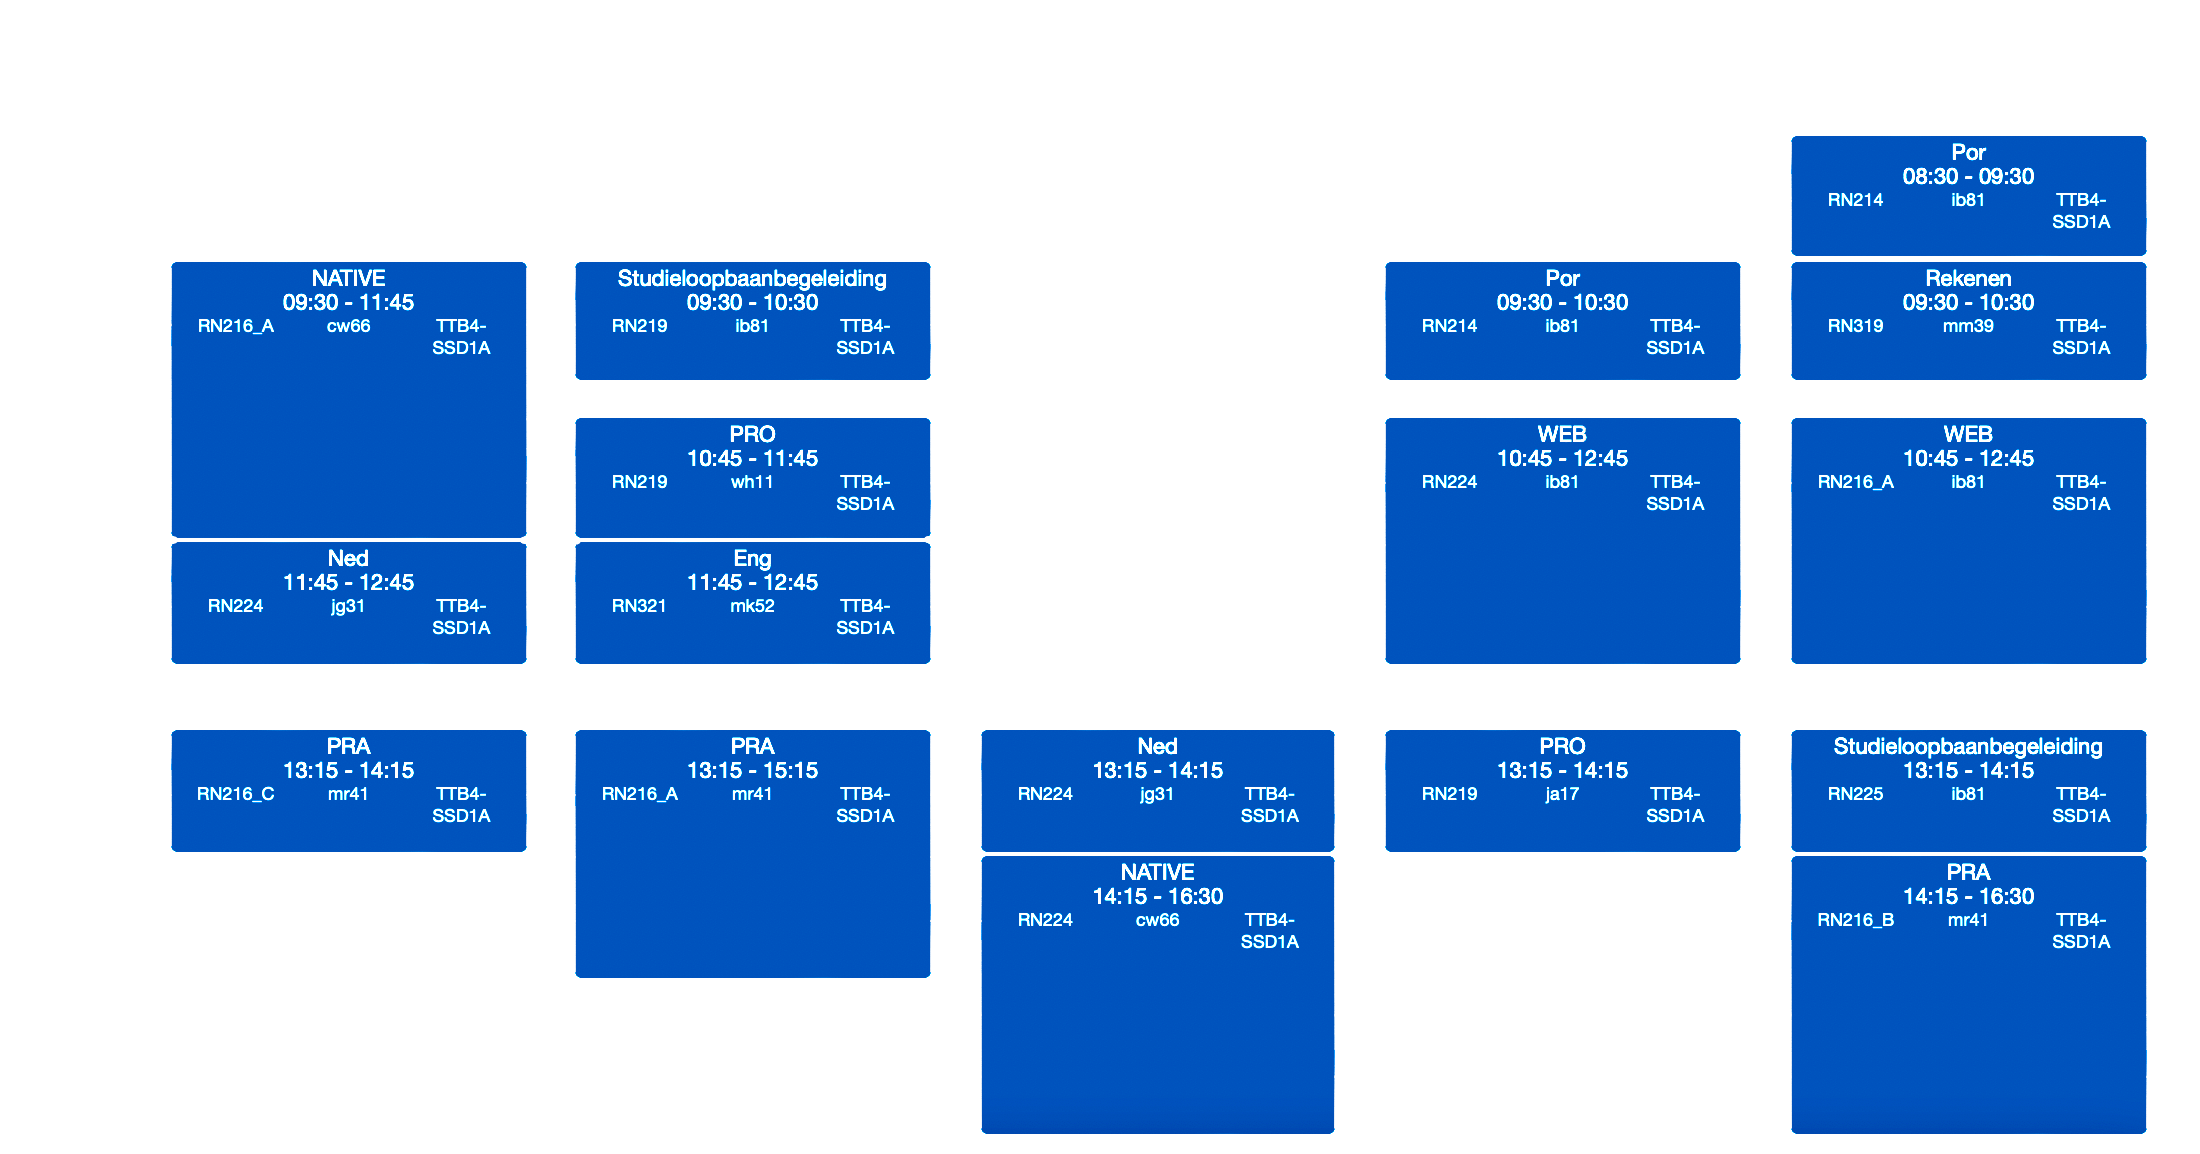 NATIVE
09:30 - 11:45
RN216_A cw66 TTB4-
SSD1A
Ned
11:45 - 12:45
RN224 jg31 TTB4-
SSD1A
PRA
13:15 - 14:15
RN216_C mr41 TTB4-
SSD1A
Studieloopbaanbegeleiding
09:30 - 10:30
RN219 ib81 TTB4-
SSD1A
PRO
10:45 - 11:45
RN219 wh11 TTB4-
SSD1A
Eng
11:45 - 12:45
RN321 mk52 TTB4-
SSD1A
PRA
13:15 - 15:15
RN216_A mr41 TTB4-
SSD1A
Ned
13:15 - 14:15
RN224 jg31 TTB4-
SSD1A
NATIVE
14:15 - 16:30
RN224 cw66 TTB4-
SSD1A
Por
09:30 - 10:30
RN214 ib81 TTB4-
SSD1A
WEB
10:45 - 12:45
RN224 ib81 TTB4-
SSD1A
PRO
13:15 - 14:15
RN219 ja17 TTB4-
SSD1A
Por
08:30 - 09:30
RN214 ib81 TTB4-
SSD1A
Rekenen
09:30 - 10:30
RN319 mm39 TTB4-
SSD1A
WEB
10:45 - 12:45
RN216_A ib81 TTB4-
SSD1A
Studieloopbaanbegeleiding
13:15 - 14:15
RN225 ib81 TTB4-
SSD1A
PRA
14:15 - 16:30
RN216_B mr41 TTB4-
SSD1A